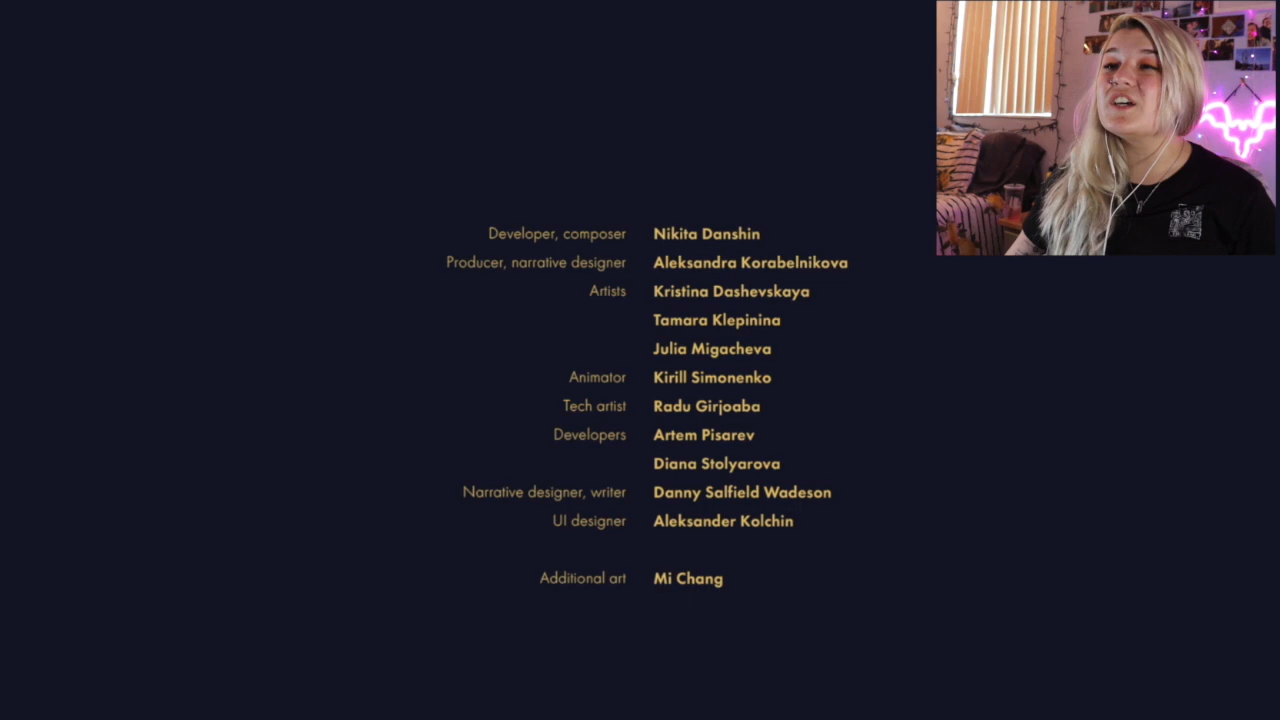 Developer, composer Nikita Danshin
Producer, narrative designer Aleksandra Korabelnikova
Artists Kristina Dashevskaya
Tamara Klepinina
Julia Migacheva
Animator Kirill Simonenko
Tech artist Radu Girjoaba
Developers Artem Pisarev
Diana Stolyarova
Narrative designer, writer Danny Salfield Wadeson
UI designer Aleksander Kolchin
Additional art Mi Chang